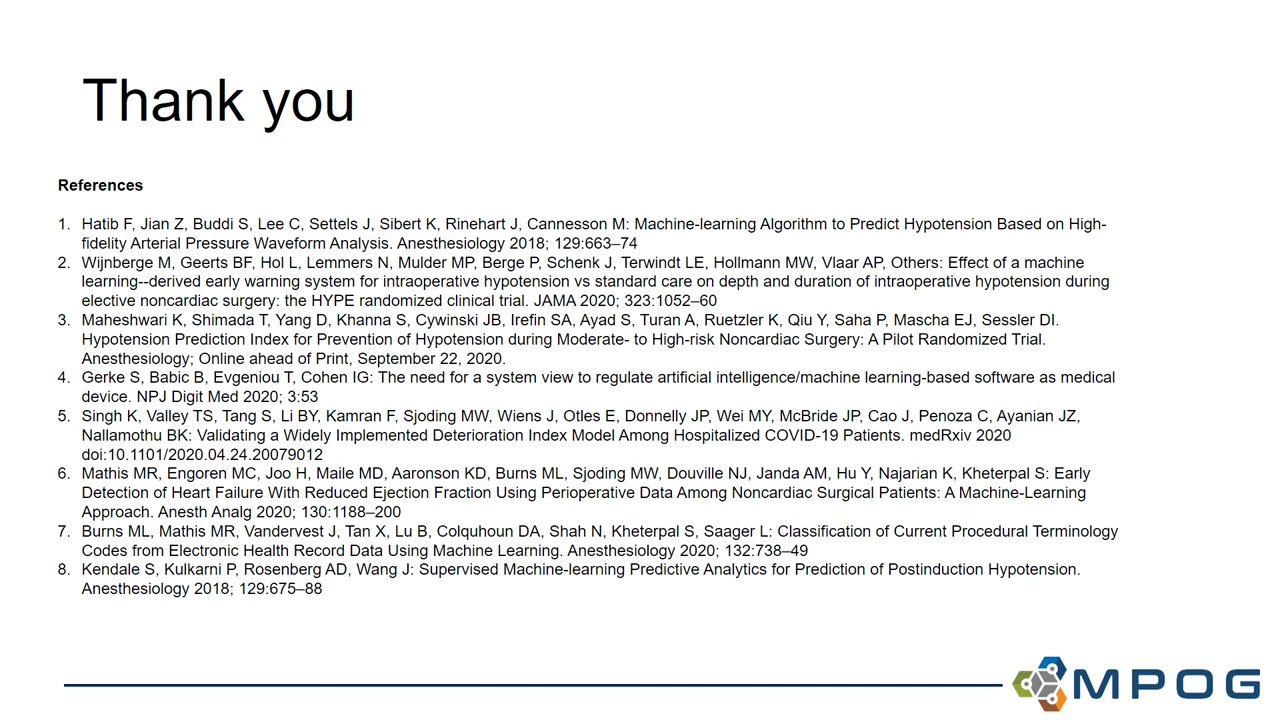 Thank you
References
1. Hatib F, Jian Z, Buddi S, Lee C, Settels J, Sibert K, Rinehart J, Cannesson M: Machine-learning Algorithm to Predict Hypotension Based on High-
fidelity Arterial Pressure Waveform Analysis. Anesthesiology 2018; 129:663–74
2. Wijnberge M, Geerts BF, Hol L, Lemmers N, Mulder MP, Berge P, Schenk J, Terwindt LE, Hollmann MW, Vlaar AP, Others: Effect of a machine
learning--derived early warning system for intraoperative hypotension vs standard care on depth and duration of intraoperative hypotension during
elective noncardiac surgery: the HYPE randomized clinical trial. JAMA 2020; 323:1052–60
3. Maheshwari K, Shimada T, Yang D, Khanna S, Cywinski JB, Irefin SA, Ayad S, Turan A, Ruetzler K, Qiu Y, Saha P, Mascha EJ, Sessler DI.
Hypotension Prediction Index for Prevention of Hypotension during Moderate- to High-risk Noncardiac Surgery: A Pilot Randomized Trial.
Anesthesiology; Online ahead of Print, September 22, 2020.
4. Gerke S, Babic B, Evgeniou T, Cohen IG: The need for a system view to regulate artificial intelligence/machine learning-based software as medical
device. NPJ Digit Med 2020; 3:53
5. Singh K, Valley TS, Tang S, Li BY, Kamran F, Sjoding MW, Wiens J, Otles E, Donnelly JP, Wei MY, McBride JP, Cao J, Penoza C, Ayanian JZ,
Nallamothu BK: Validating a Widely Implemented Deterioration Index Model Among Hospitalized COVID-19 Patients. medRxiv 2020
doi:10.1101/2020.04.24.20079012
6. Mathis MR, Engoren MC, Joo H, Maile MD, Aaronson KD, Burns ML, Sjoding MW, Douville NJ, Janda AM, Hu Y, Najarian K, Kheterpal S: Early
Detection of Heart Failure With Reduced Ejection Fraction Using Perioperative Data Among Noncardiac Surgical Patients: A Machine-Learning
Approach. Anesth Analg 2020; 130:1188–200
7. Burns ML, Mathis MR, Vandervest J, Tan X, Lu B, Colquhoun DA, Shah N, Kheterpal S, Saager L: Classification of Current Procedural Terminology
Codes from Electronic Health Record Data Using Machine Learning. Anesthesiology 2020; 132:738–49
8. Kendale S, Kulkarni P, Rosenberg AD, Wang J: Supervised Machine-learning Predictive Analytics for Prediction of Postinduction Hypotension.
Anesthesiology 2018; 129:675–88
MPOG